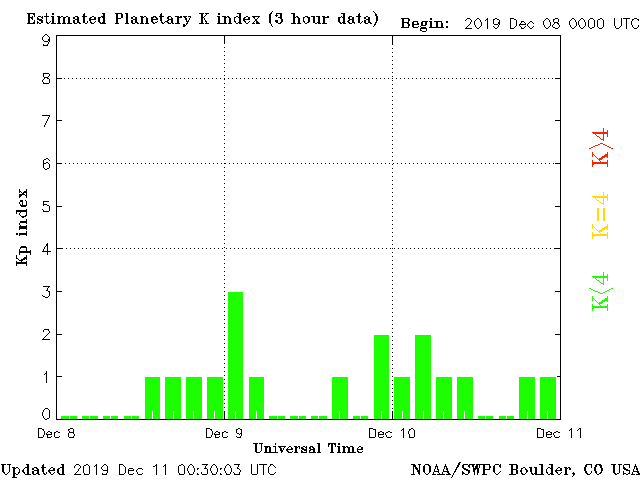 Estimated Planetary K index (3 hour data) Begin: 2019 Dec 08 0000 UTC
9
8
7
6
5
4
3
2
1
0
Kp index
K>4
K=4
K<4
Dec 8 Dec 9 Dec 10 Dec 11
Universal Time
Updated 2019 Dec 11 00:30:03 UTC NOAA/SWPC Boulder, CO USA